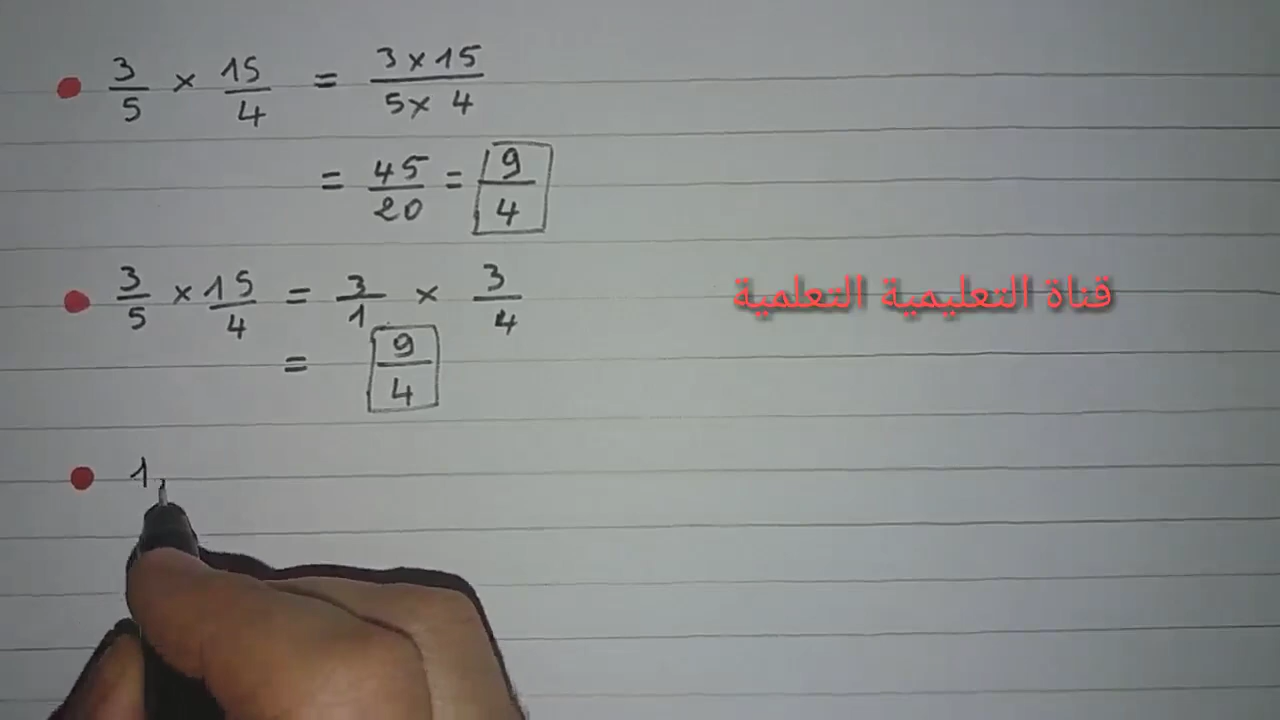 3/5 × 15/4 = 3×15/5×4
= 45/20 = 9/4
3/5 × 15/4 = 3/1 × 3/4
= 9/4
قناة التعليمية التعلمية
1,